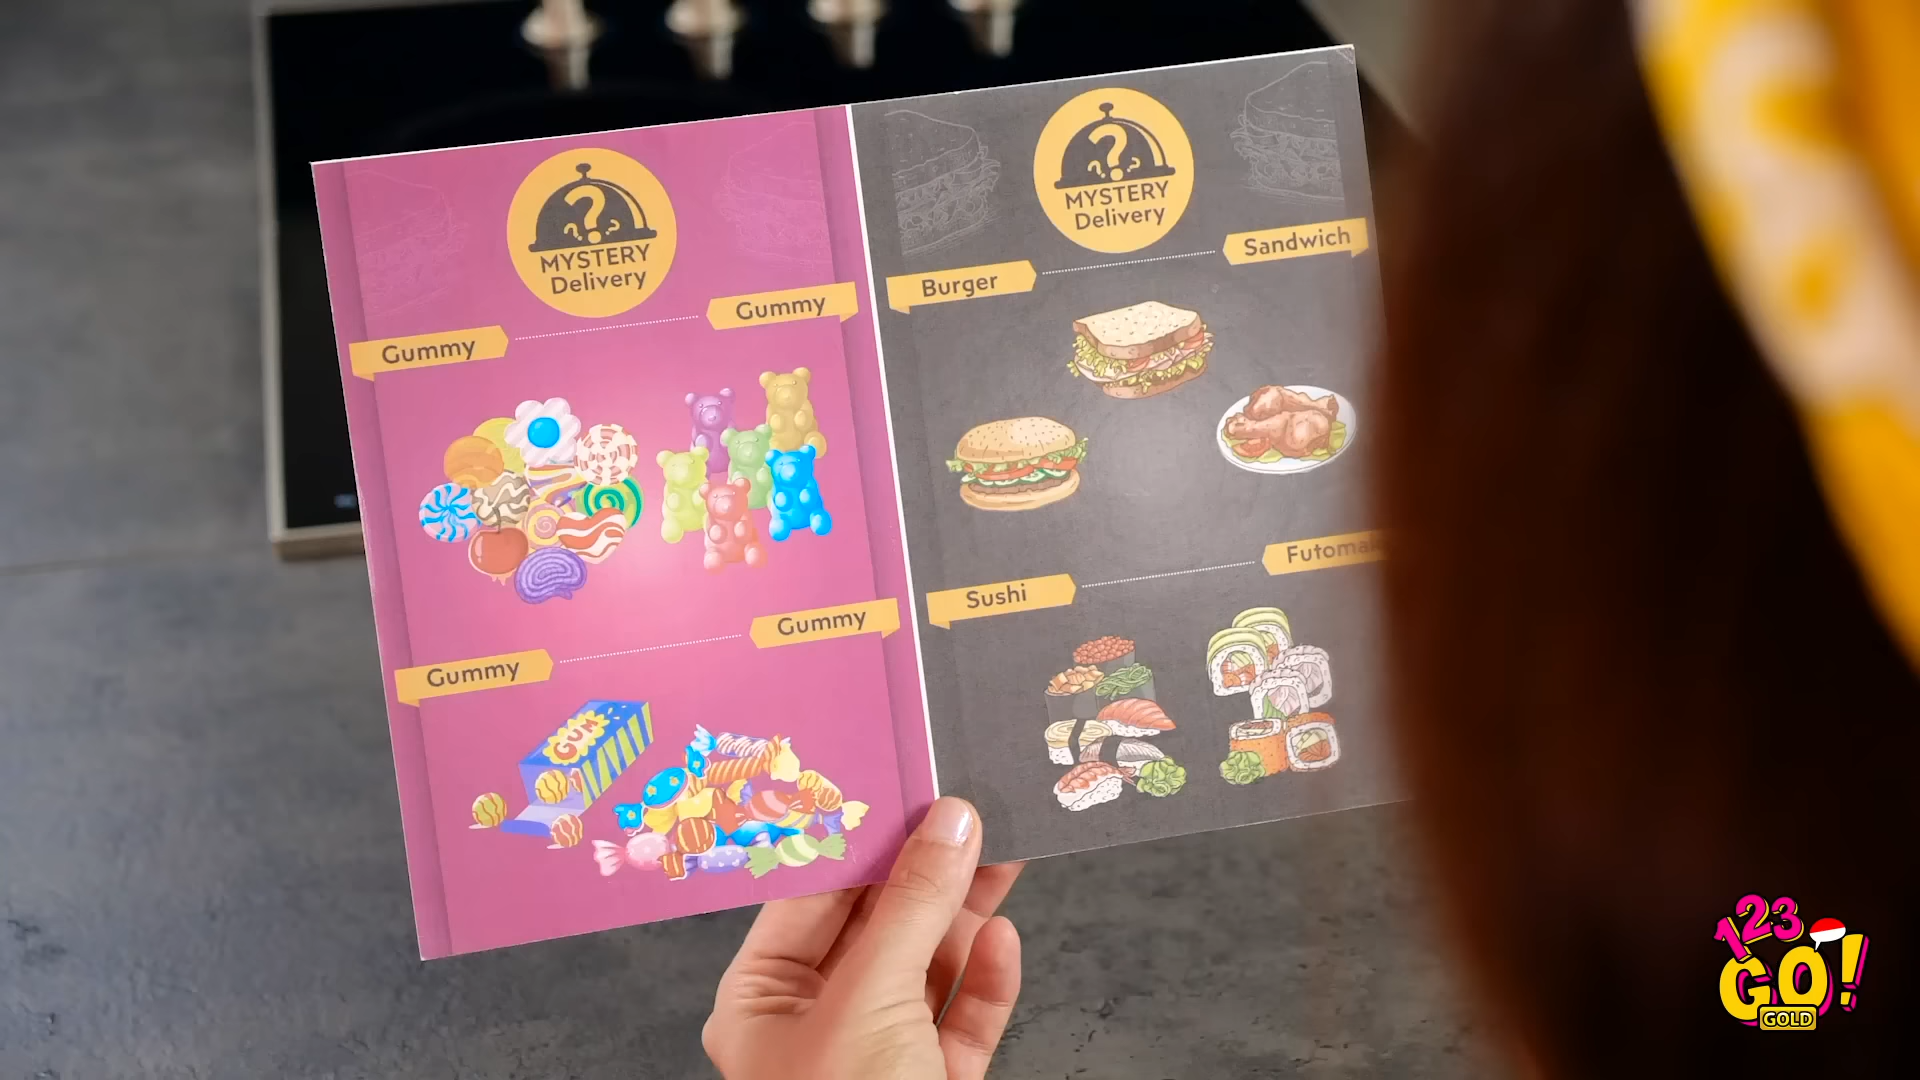 MYSTERY
Delivery
Gummy
Gummy
Gummy
Gummy
GUM
MYSTERY
Delivery
Burger
Sandwich
Sushi
123
GO!
GOLD